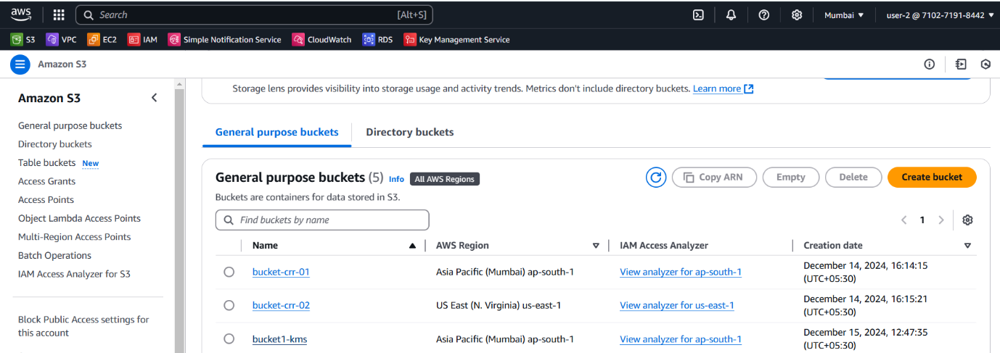 aws
Search [Alt+S] Mumbai ▼ user-2 @ 7102-7191-8442 ▼
S3 VPC EC2 IAM Simple Notification Service CloudWatch RDS Key Management Service
Amazon S3
Amazon S3
General purpose buckets
Directory buckets
Table buckets New
Access Grants
Access Points
Object Lambda Access Points
Multi-Region Access Points
Batch Operations
IAM Access Analyzer for S3
Block Public Access settings for
this account
Storage lens provides visibility into storage usage and activity trends. Metrics don't include directory buckets. Learn more
General purpose buckets Directory buckets
General purpose buckets (5) Info All AWS Regions Copy ARN Empty Delete Create bucket
Buckets are containers for data stored in S3.
Find buckets by name 1
Name AWS Region IAM Access Analyzer Creation date
bucket-crr-01 Asia Pacific (Mumbai) ap-south-1 View analyzer for ap-south-1 December 14, 2024, 16:14:15
(UTC+05:30)
bucket-crr-02 US East (N. Virginia) us-east-1 View analyzer for us-east-1 December 14, 2024, 16:15:21
(UTC+05:30)
bucket1-kms Asia Pacific (Mumbai) ap-south-1 View analyzer for ap-south-1 December 15, 2024, 12:47:35
(UTC+05:30)